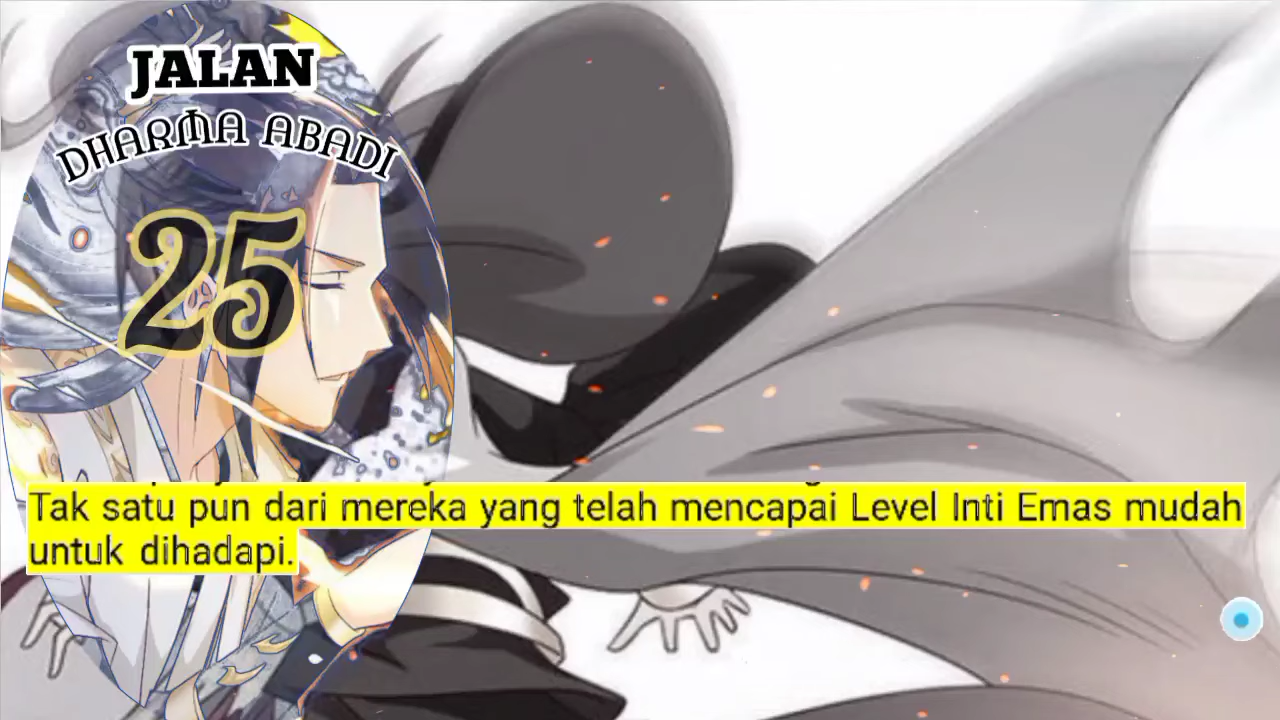 JALAN
DHARMA ABADI
25
Tak satu pun dari mereka yang telah mencapai Level Inti Emas mudah
untuk dihadapi.